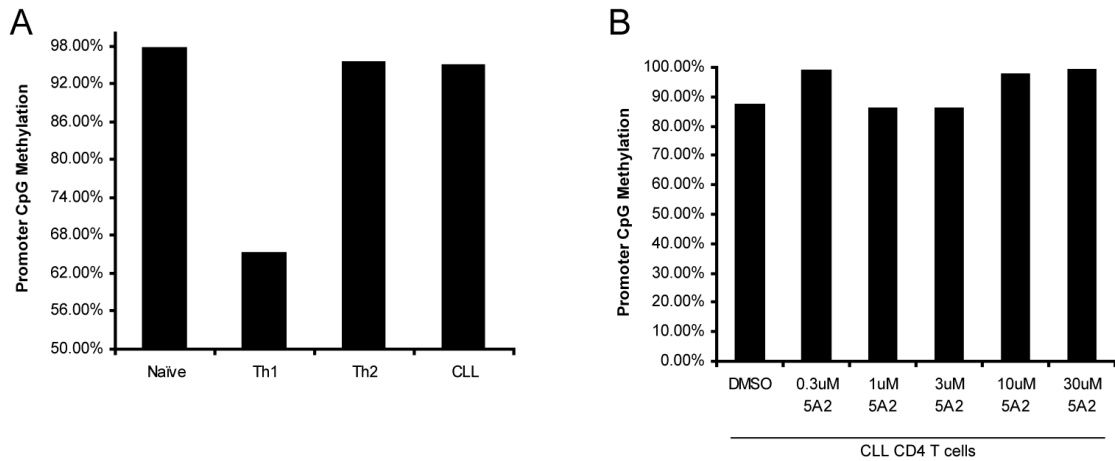 A
Promoter CpG Methylation
98.00%
92.00%
86.00%
80.00%
74.00%
68.00%
62.00%
56.00%
50.00%
Naïve
Th1
Th2
CLL
B
Promoter CpG Methylation
100.00%
90.00%
80.00%
70.00%
60.00%
50.00%
40.00%
30.00%
20.00%
10.00%
0.00%
DMSO
0.3uM
5A2
1uM
5A2
3uM
5A2
10uM
5A2
30uM
5A2
CLL CD4 T cells